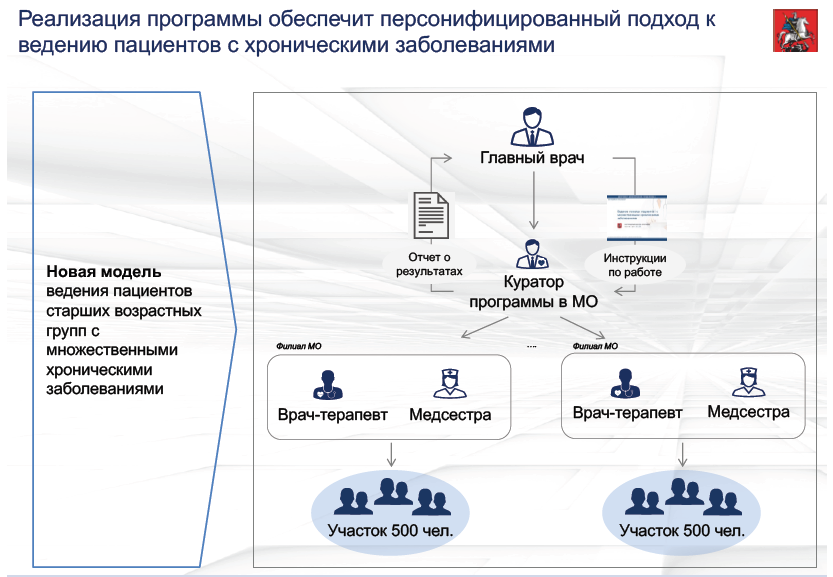 Реализация программы обеспечит персонифицированный подход к
ведению пациентов с хроническими заболеваниями
Новая модель
ведения пациентов
старших возрастных
групп с
множественными
хроническими
заболеваниями
Главный врач
Отчет о
результатах
Инструкции
по работе
Куратор
программы в МО
Филиал МО
....
Филиал МО
Врач-терапевт
Медсестра
Врач-терапевт
Медсестра
Участок 500 чел.
Участок 500 чел.